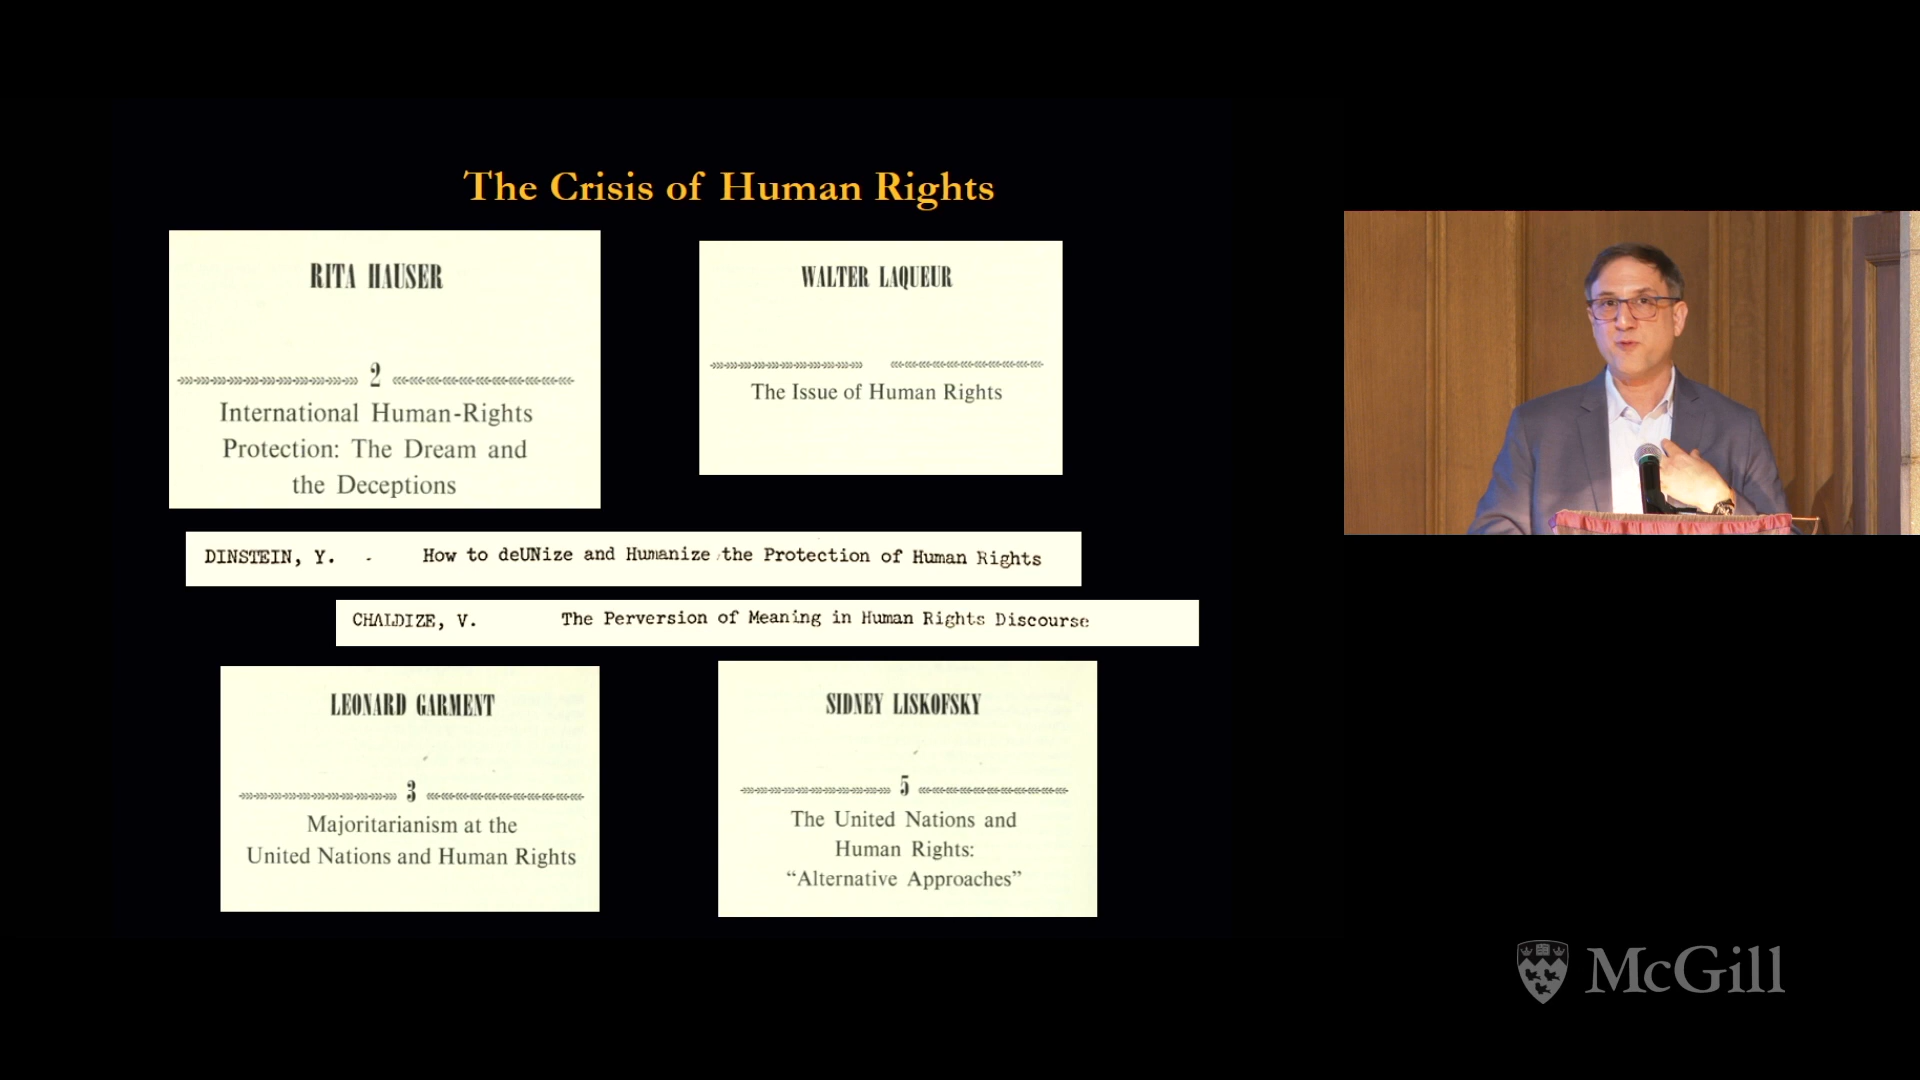 The Crisis of Human Rights
RITA HAUSER
2
International Human-Rights
Protection: The Dream and
the Deceptions
WALTER LAQUEUR
The Issue of Human Rights
DINSTEIN, Y. - How to deUNize and Humanize the Protection of Human Rights
CHALDIZE, V. The Perversion of Meaning in Human Rights Discourse
LEONARD GARMENT
3
Majoritarianism at the
United Nations and Human Rights
SIDNEY LISKOFSKY
5
The United Nations and
Human Rights:
“Alternative Approaches”
McGill